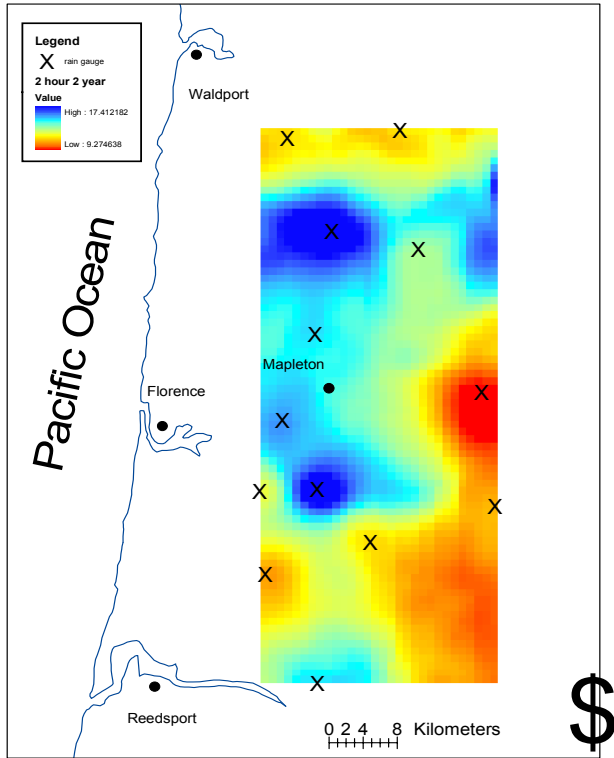 Legend
X rain gauge
2 hour 2 year
Value
High : 17.412182
Low : 9.274638
Waldport
X X
X
X
Pacific Ocean
X
Mapleton
Florence
X
X
X X
X
X
X
X
Reedsport
0 2 4 8 Kilometers
$